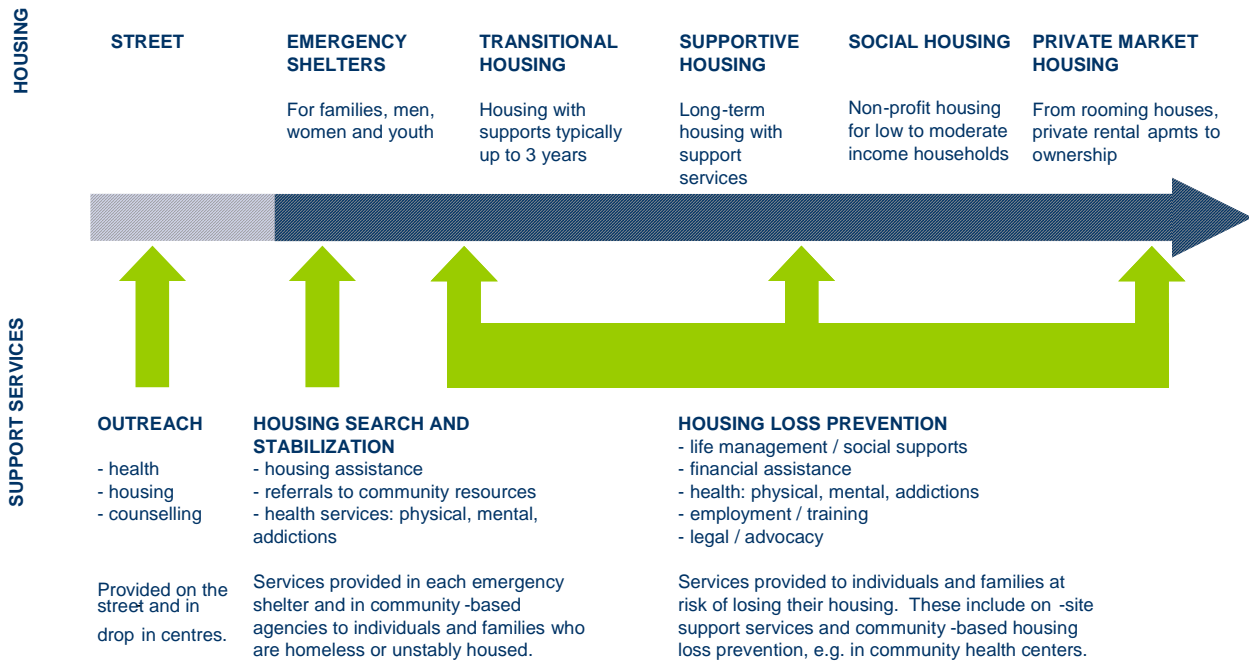 HOUSING
STREET
EMERGENCY
SHELTERS
For families, men,
women and youth
TRANSITIONAL
HOUSING
Housing with
supports typically
up to 3 years
SUPPORTIVE
HOUSING
Long-term
housing with
support
services
SOCIAL HOUSING
Non-profit housing
for low to moderate
income households
PRIVATE MARKET
HOUSING
From rooming houses,
private rental apmts to
ownership
SUPPORT SERVICES
OUTREACH
- health
- housing
- counselling
Provided on the
street and in
drop in centres.
HOUSING SEARCH AND
STABILIZATION
- housing assistance
- referrals to community resources
- health services: physical, mental,
addictions
Services provided in each emergency
shelter and in community -based
agencies to individuals and families who
are homeless or unstably housed.
HOUSING LOSS PREVENTION
- life management / social supports
- financial assistance
- health: physical, mental, addictions
- employment / training
- legal / advocacy
Services provided to individuals and families at
risk of losing their housing.  These include on -site
support services and community -based housing
loss prevention, e.g. in community health centers.